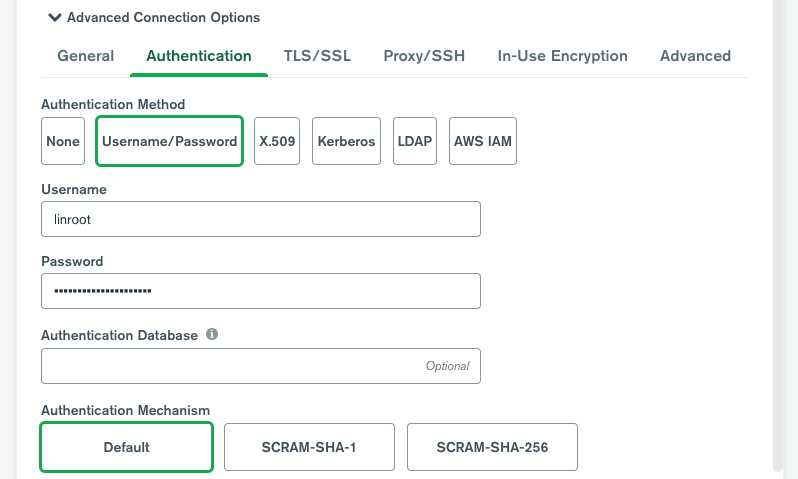 Advanced Connection Options
General Authentication TLS/SSL Proxy/SSH In-Use Encryption Advanced
Authentication Method
None Username/Password X.509 Kerberos LDAP AWS IAM
Username
linroot
Password
•••••••••••••••••••••
Authentication Database
Optional
Authentication Mechanism
Default SCRAM-SHA-1 SCRAM-SHA-256